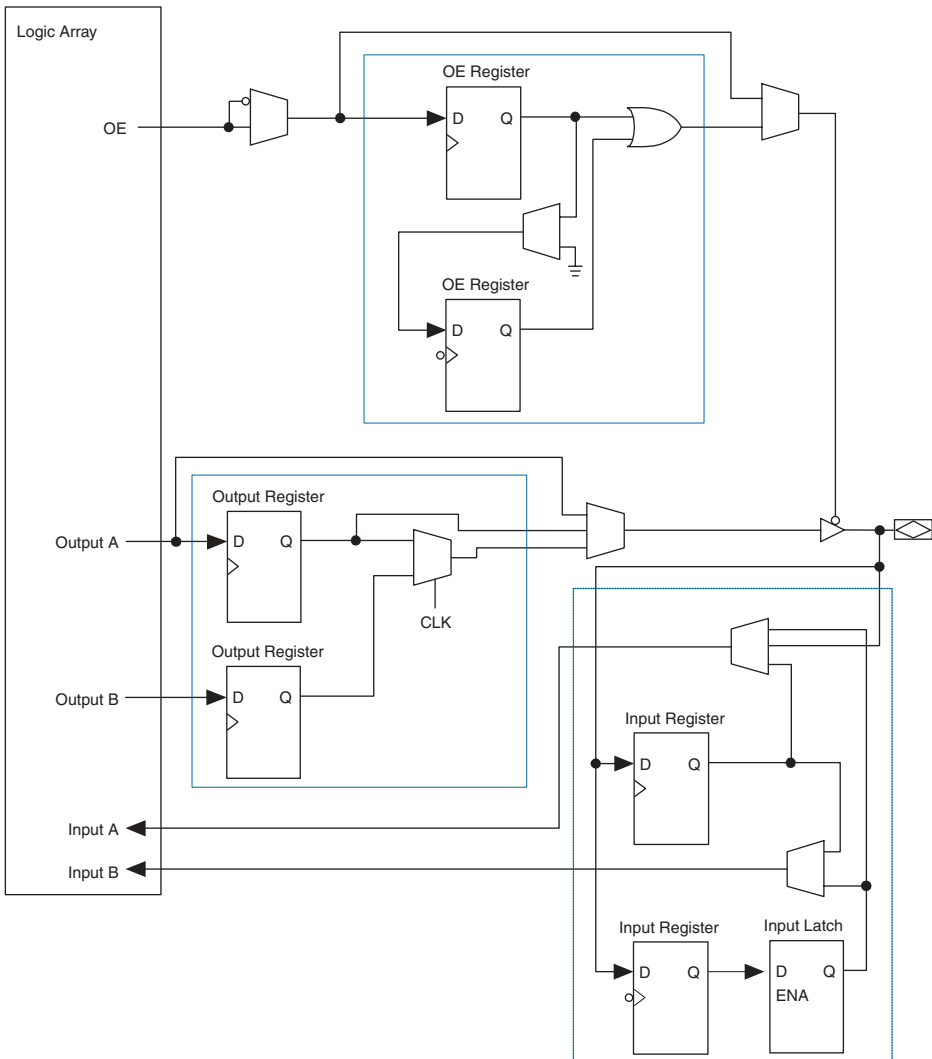 Logic Array
OE Register
OE
D Q
OE Register
D Q
Output Register
Output A
D Q
CLK
Output Register
Output B
D Q
Input Register
D Q
Input A
Input B
Input Register
Input Latch
D Q
D Q
ENA